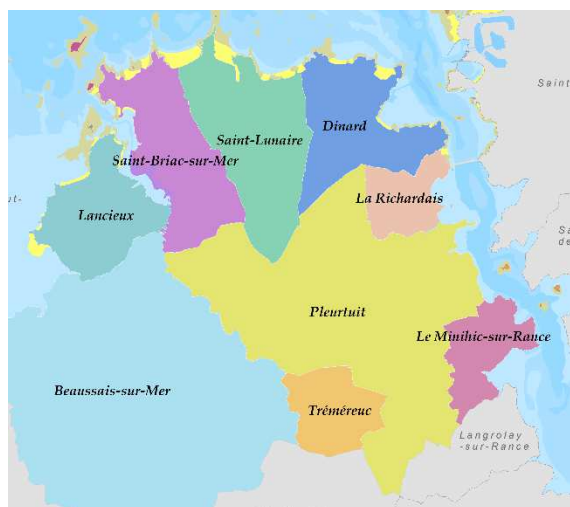 Saint
Dinard
Saint-Lunaire
Saint-Briac-sur-Mer
La Richardais
Lancieux
Pleurtuit
Le Minihic-sur-Rance
Beaussais-sur-Mer
Tréméreuc
Langrolay
-sur-Rance